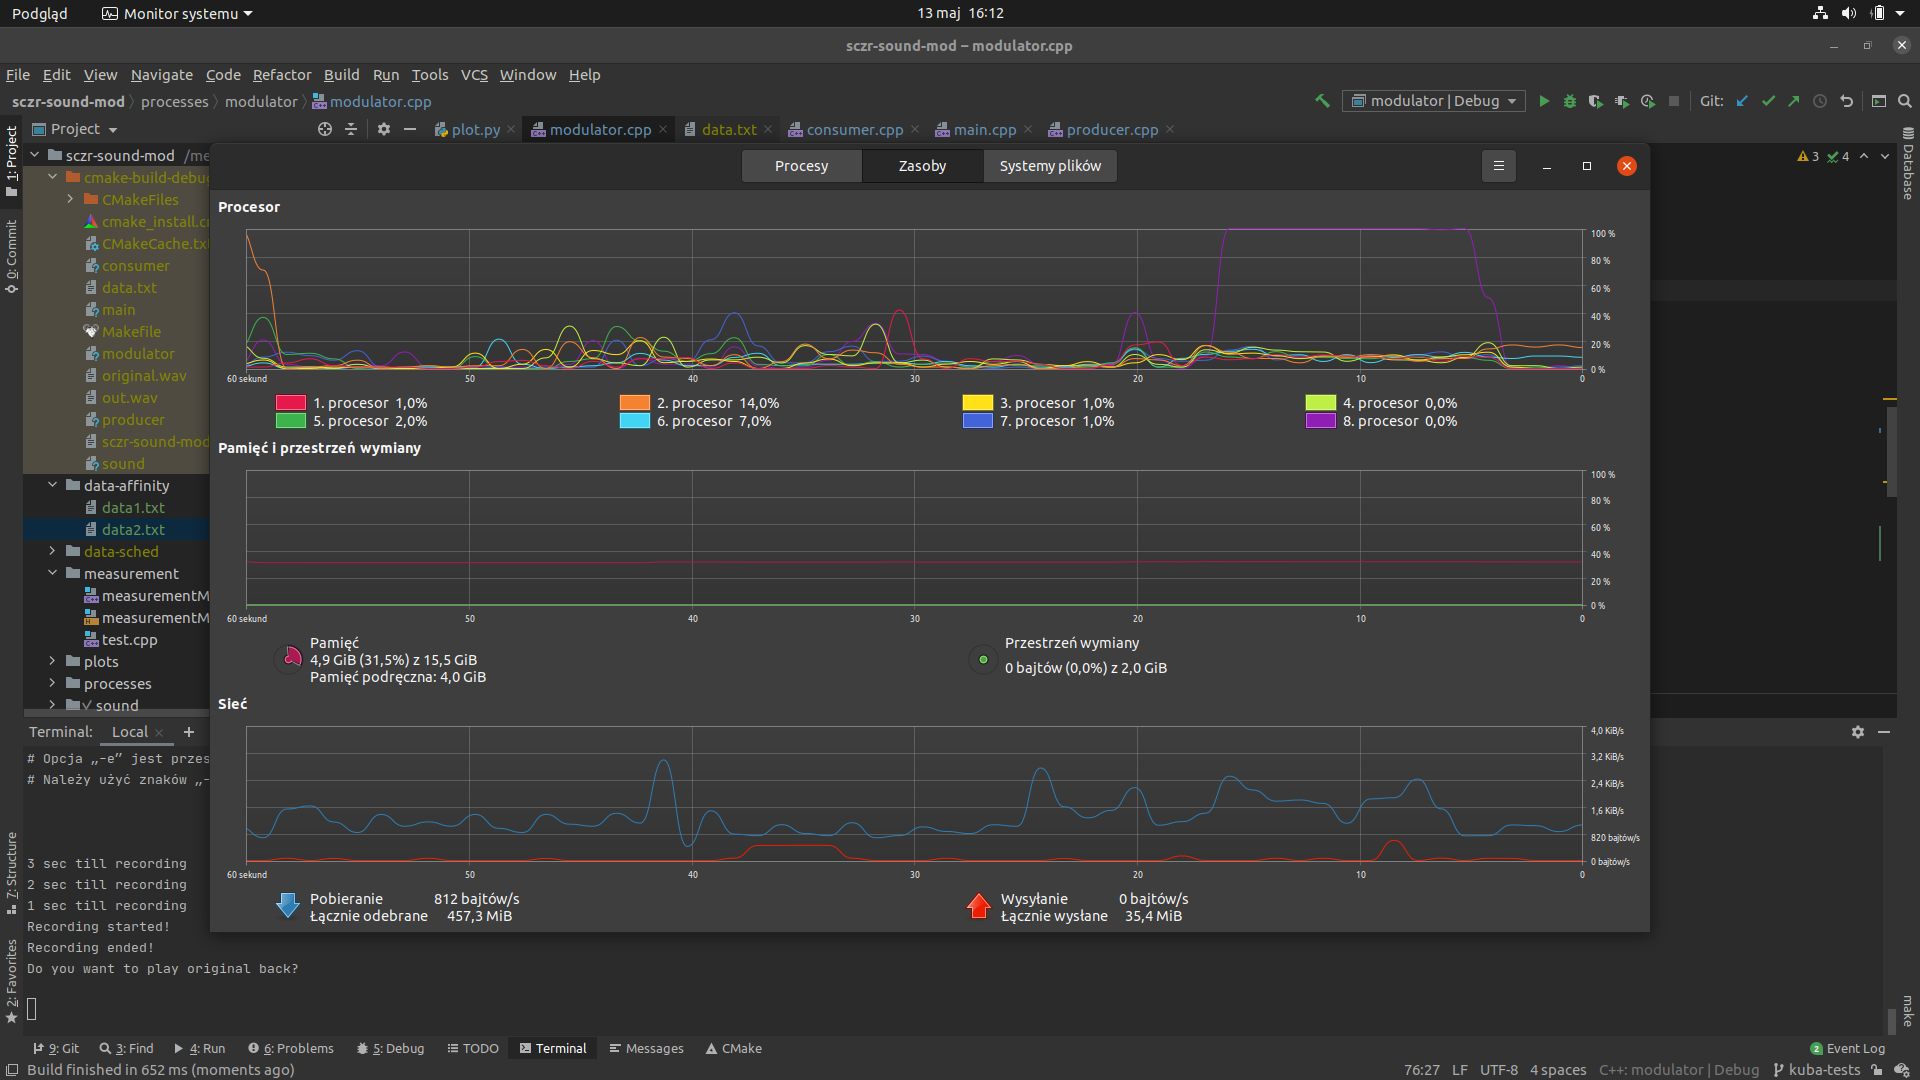 Podgląd
Monitor systemu
13 maj 16:12
sczr-sound-mod – modulator.cpp
File Edit View Navigate Code Refactor Build Run Tools VCS Window Help
sczr-sound-mod processes modulator modulator.cpp
modulator | Debug
Git:
Project
plot.py
modulator.cpp
data.txt
consumer.cpp
main.cpp
producer.cpp
1: Project
0: Commit
7: Structure
2: Favorites
Database
make
3 4
sczr-sound-mod /me
cmake-build-debug
CMakeFiles
cmake_install.c
CMakeCache.txt
consumer
data.txt
main
Makefile
modulator
original.wav
out.wav
producer
sczr-sound-mod
sound
data-affinity
data1.txt
data2.txt
data-sched
measurement
measurementM
measurementM
test.cpp
plots
processes
sound
Procesy
Zasoby
Systemy plików
Procesor
100 %
80 %
60 %
40 %
20 %
0 %
60 sekund 50 40 30 20 10 0
1. procesor 1,0%
2. procesor 14,0%
3. procesor 1,0%
4. procesor 0,0%
5. procesor 2,0%
6. procesor 7,0%
7. procesor 1,0%
8. procesor 0,0%
Pamięć i przestrzeń wymiany
100 %
80 %
60 %
40 %
20 %
0 %
60 sekund 50 40 30 20 10 0
Pamięć
4,9 GiB (31,5%) z 15,5 GiB
Pamięć podręczna: 4,0 GiB
Przestrzeń wymiany
0 bajtów (0,0%) z 2,0 GiB
Sieć
4,0 KiB/s
3,2 KiB/s
2,4 KiB/s
1,6 KiB/s
820 bajtów/s
0 bajtów/s
60 sekund 50 40 30 20 10 0
Pobieranie 812 bajtów/s
Łącznie odebrane 457,3 MiB
Wysyłanie 0 bajtów/s
Łącznie wysłane 35,4 MiB
Terminal: Local
# Opcja „-e” jest przes
# Należy użyć znaków „-
3 sec till recording
2 sec till recording
1 sec till recording
Recording started!
Recording ended!
Do you want to play original back?
9: Git 3: Find 4: Run 6: Problems 5: Debug TODO Terminal Messages CMake
2 Event Log
Build finished in 652 ms (moments ago)
76:27 LF UTF-8 4 spaces C++: modulator | Debug kuba-tests